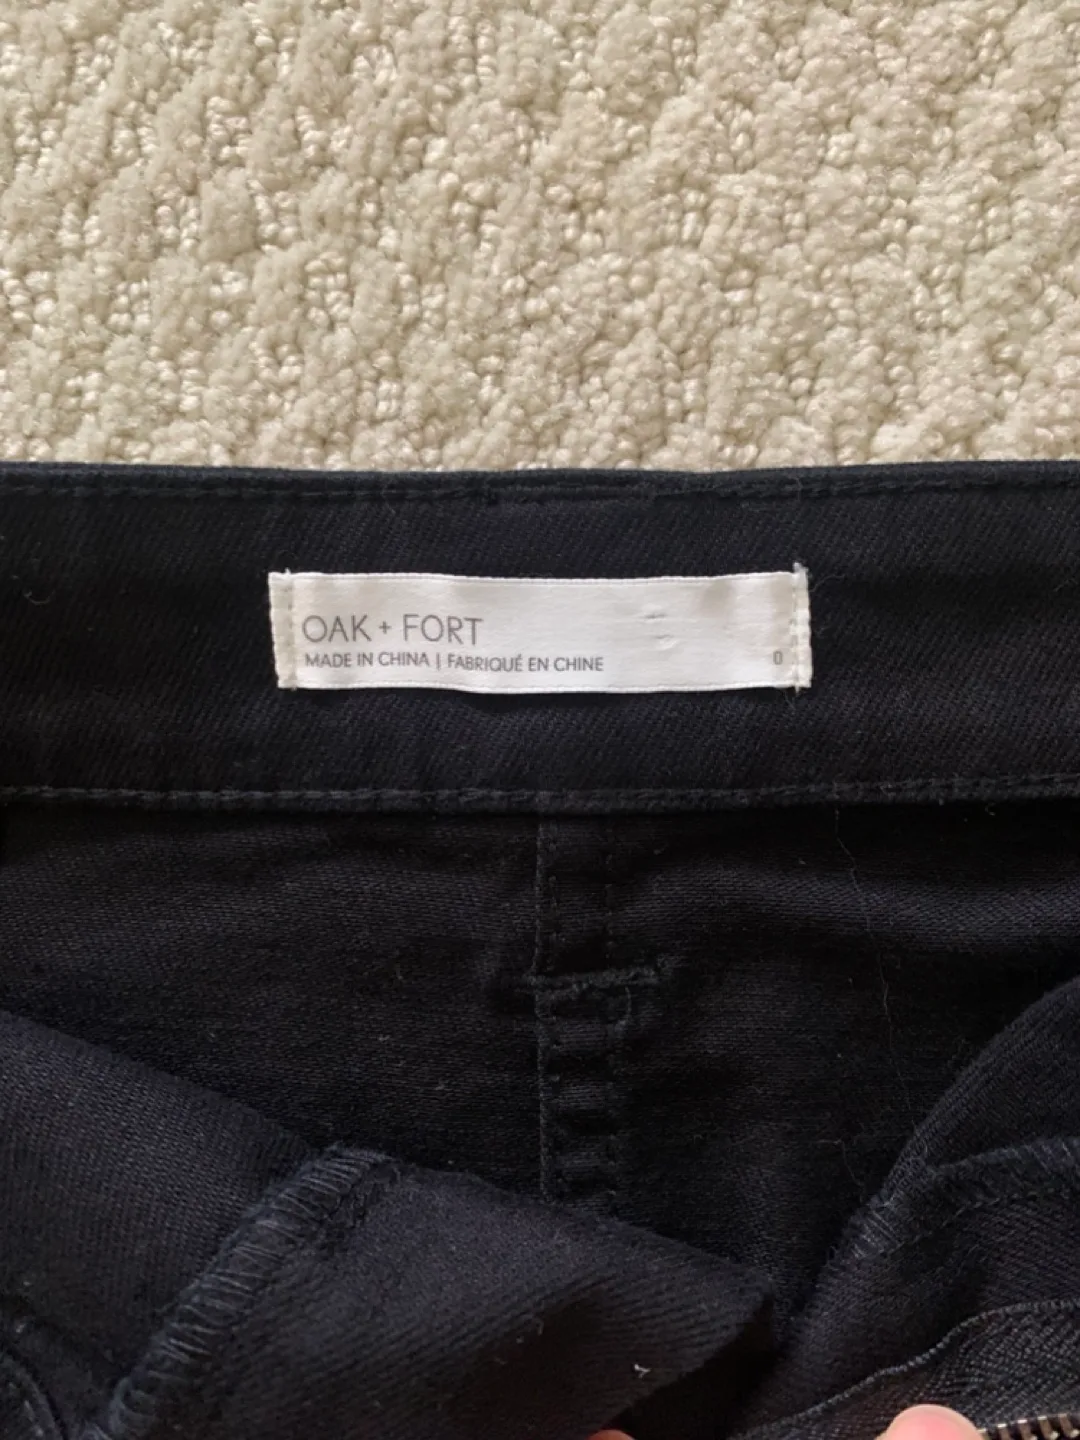 OAK + FORT
MADE IN CHINA | FABRIQUÉ EN CHINE 0